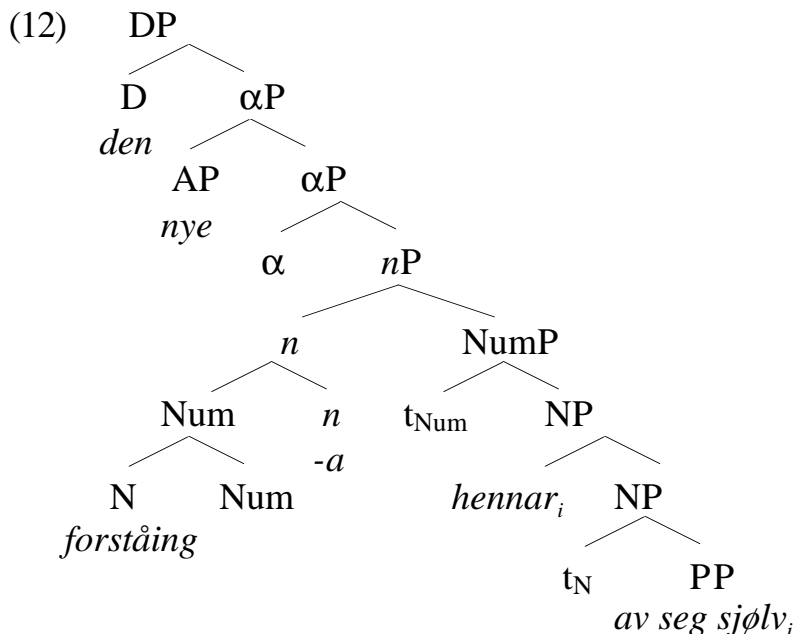 (12) DP
D αP
den
AP αP
nye
α nP
n NumP
Num n t_Num NP
-a
N Num hennar_i NP
forståing
t_N PP
av seg sjølv_i